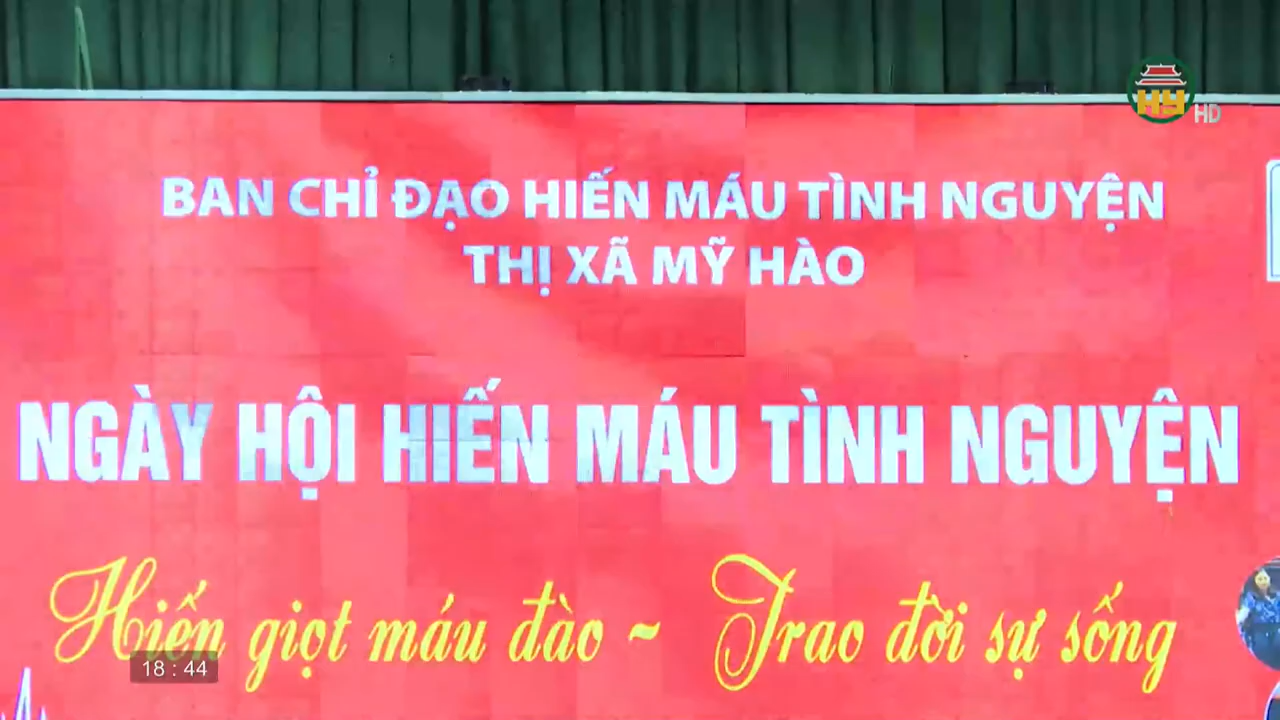 HY HD
BAN CHỈ ĐẠO HIẾN MÁU TÌNH NGUYỆN
THỊ XÃ MỸ HÀO
NGÀY HỘI HIẾN MÁU TÌNH NGUYỆN
Hiến giọt máu đào ~ Trao đời sự sống
18 : 44